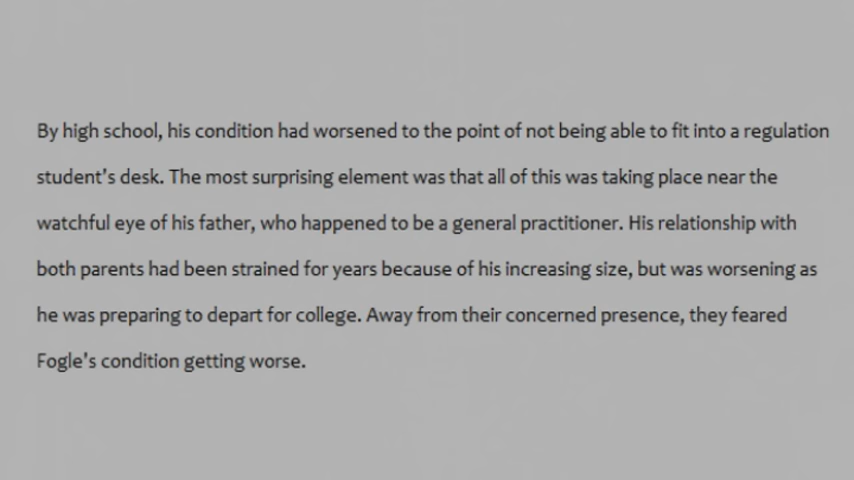 By high school, his condition had worsened to the point of not being able to fit into a regulation
student's desk. The most surprising element was that all of this was taking place near the
watchful eye of his father, who happened to be a general practitioner. His relationship with
both parents had been strained for years because of his increasing size, but was worsening as
he was preparing to depart for college. Away from their concerned presence, they feared
Fogle's condition getting worse.